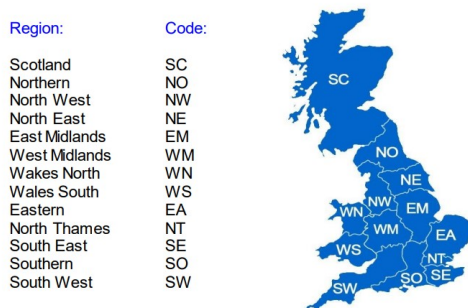 Region: Code:
Scotland SC
Northern NO
North West NW
North East NE
East Midlands EM
West Midlands WM
Wakes North WN
Wales South WS
Eastern EA
North Thames NT
South East SE
Southern SO
South West SW
SC
NO
NE
NW
EM
WN
WM
EA
WS
NT
SE
SO
SW